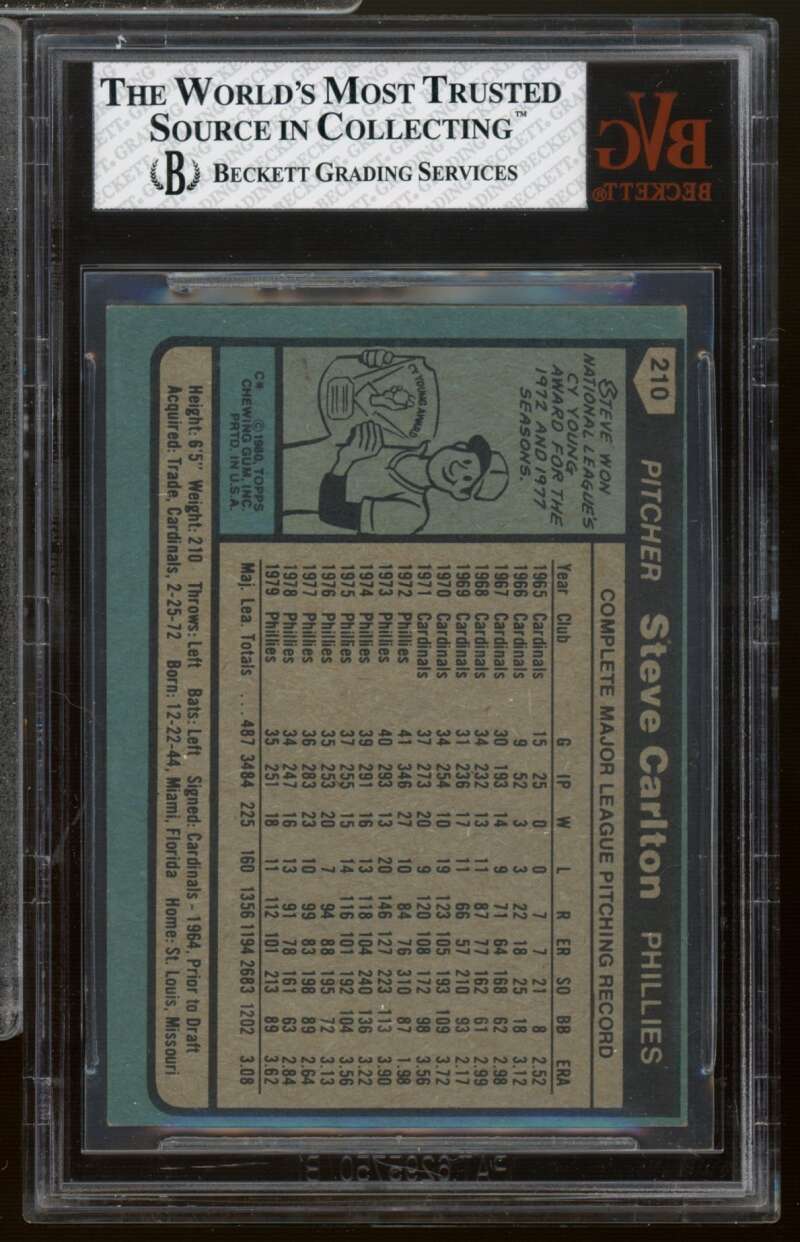 THE WORLD'S MOST TRUSTED
SOURCE IN COLLECTING™
B BECKETT GRADING SERVICES
BVG
BECKETT®
210
PITCHER Steve Carlton PHILLIES
STEVE WON
NATIONAL LEAGUE'S
CY YOUNG
AWARD FOR THE
1972 AND 1977
SEASONS.
CY YOUNG AWARD
C* © 1980, TOPPS
CHEWING GUM, INC.
PRTD. IN U.S.A.
COMPLETE MAJOR LEAGUE PITCHING RECORD
Year Club G IP W L R ER SO BB ERA
1965 Cardinals 15 25 0 0 7 7 21 8 2.52
1966 Cardinals 9 52 3 3 22 18 25 18 3.12
1967 Cardinals 30 193 14 9 71 64 168 62 2.98
1968 Cardinals 34 232 13 11 87 77 162 61 2.99
1969 Cardinals 31 236 17 11 66 57 210 93 2.17
1970 Cardinals 34 254 10 19 123 105 193 109 3.72
1971 Cardinals 37 273 20 9 120 108 172 98 3.56
1972 Phillies 41 346 27 10 84 76 310 87 1.98
1973 Phillies 40 293 13 20 146 127 223 113 3.90
1974 Phillies 39 291 16 13 118 104 240 136 3.22
1975 Phillies 37 255 15 14 116 101 192 104 3.56
1976 Phillies 35 253 20 7 94 88 195 72 3.13
1977 Phillies 36 283 23 10 99 83 198 89 2.64
1978 Phillies 34 247 16 13 91 78 161 63 2.84
1979 Phillies 35 251 18 11 112 101 213 89 3.62
Maj. Lea. Totals ... 487 3484 225 160 1356 1194 2683 1202 3.08
Height: 6'5" Weight: 210 Throws: Left Bats: Left Signed: Cardinals - 1964, Prior to Draft
Acquired: Trade, Cardinals, 2-25-72 Born: 12-22-44, Miami, Florida Home: St. Louis, Missouri